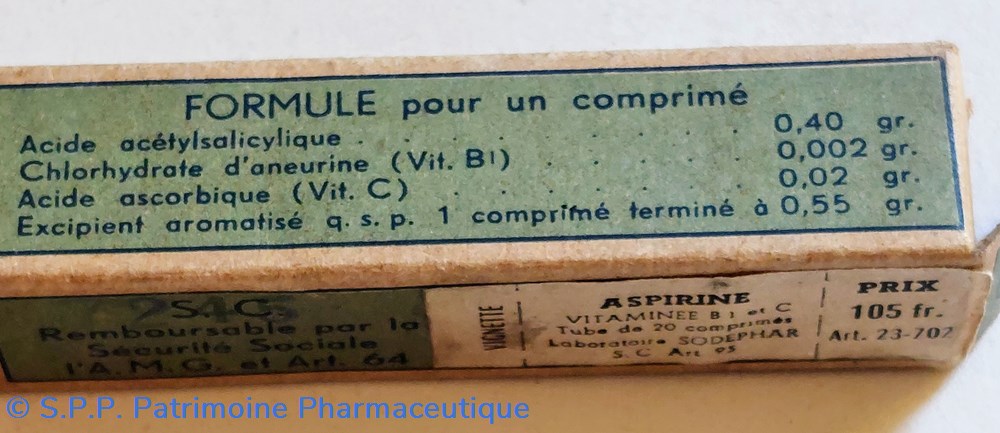 FORMULE pour un comprimé
Acide acétylsalicylique . . . . . . . . 0,40 gr.
Chlorhydrate d'aneurine (Vit. B1) . . . . . 0,002 gr.
Acide ascorbique (Vit. C) . . . . . . . 0,02 gr.
Excipient aromatisé q. s. p. 1 comprimé terminé à 0,55 gr.
S.C.
Remboursable par la
Sécurité Sociale
l'A.M.G. et Art. 64
VIGNETTE
ASPIRINE
VITAMINEE B1 et C
Tube de 20 comprimés
Laboratoire SODEPHAR
S.C Art 95
PRIX
105 fr.
Art. 23-702
© S.P.P. Patrimoine Pharmaceutique